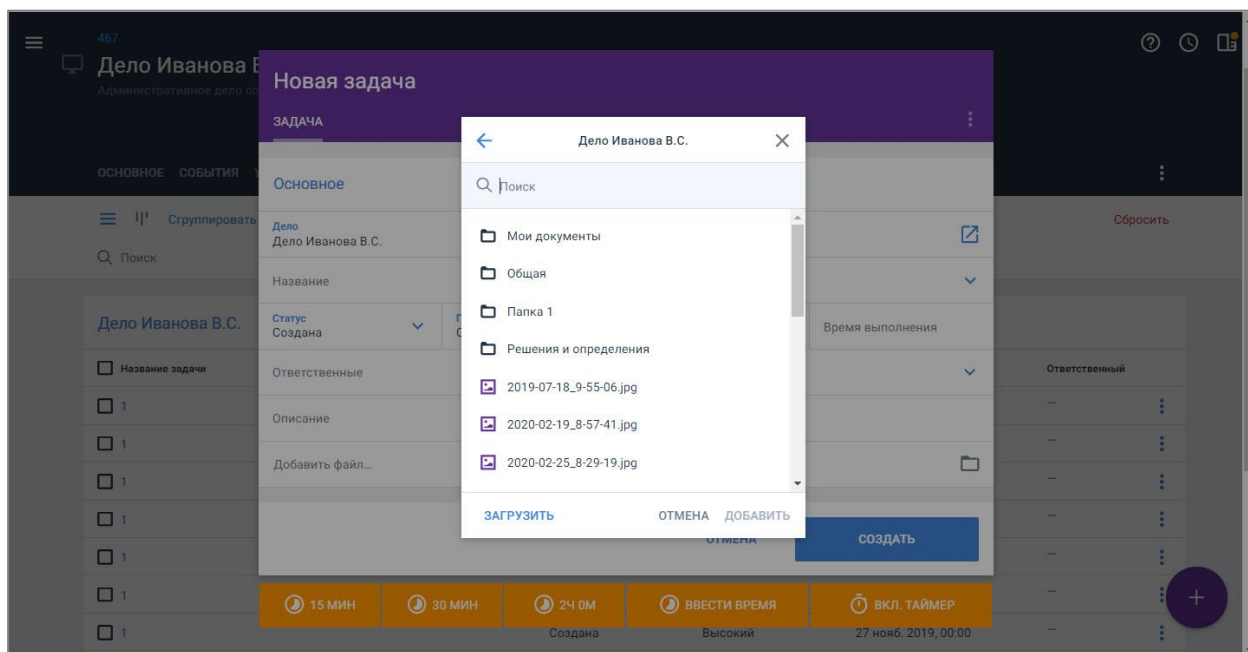 467
Дело Иванова В
Административное дело со
ОСНОВНОЕ СОБЫТИЯ
Сгруппировать
Сбросить
Поиск
Новая задача
ЗАДАЧА
Основное
Дело
Дело Иванова В.С.
Название
Статус
Создана
Время выполнения
Ответственные
Описание
Добавить файл...
ОТМЕНА
СОЗДАТЬ
Дело Иванова В.С.
Поиск
Мои документы
Общая
Папка 1
Решения и определения
2019-07-18_9-55-06.jpg
2020-02-19_8-57-41.jpg
2020-02-25_8-29-19.jpg
ЗАГРУЗИТЬ ОТМЕНА ДОБАВИТЬ
Дело Иванова В.С.
Название задачи Ответственный
1 —
1 —
1 —
1 —
1 —
1 —
15 МИН 30 МИН 2Ч 0М ВВЕСТИ ВРЕМЯ ВКЛ. ТАЙМЕР
1 Создана Высокий 27 нояб. 2019, 00:00 —